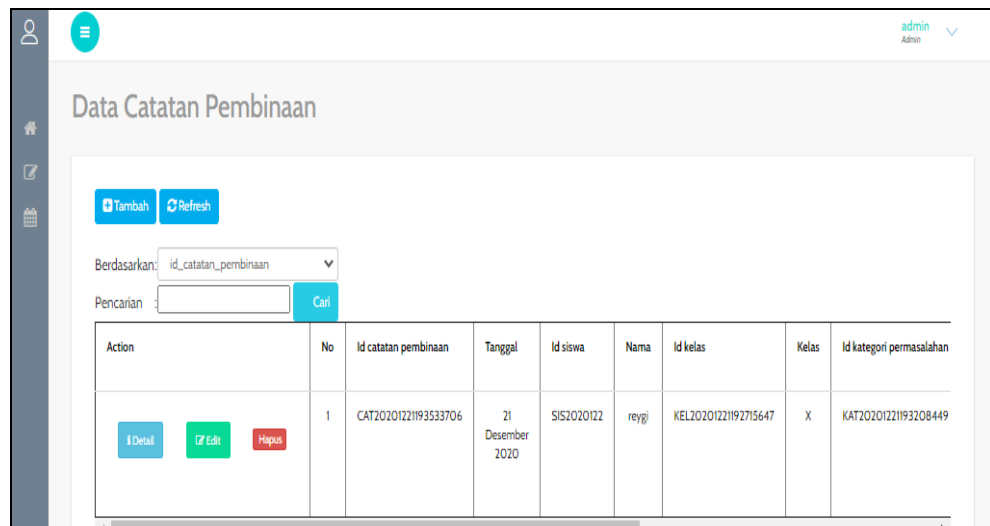 admin
Admin
Data Catatan Pembinaan
Tambah Refresh
Berdasarkan: id_catatan_pembinaan
Pencarian : Cari
Action No Id catatan pembinaan Tanggal Id siswa Nama Id kelas Kelas Id kategori permasalahan
Detail Edit Hapus 1 CAT20201221193533706 21 SIS2020122 reygi KEL20201221192715647 X KAT20201221193208449
Desember
2020